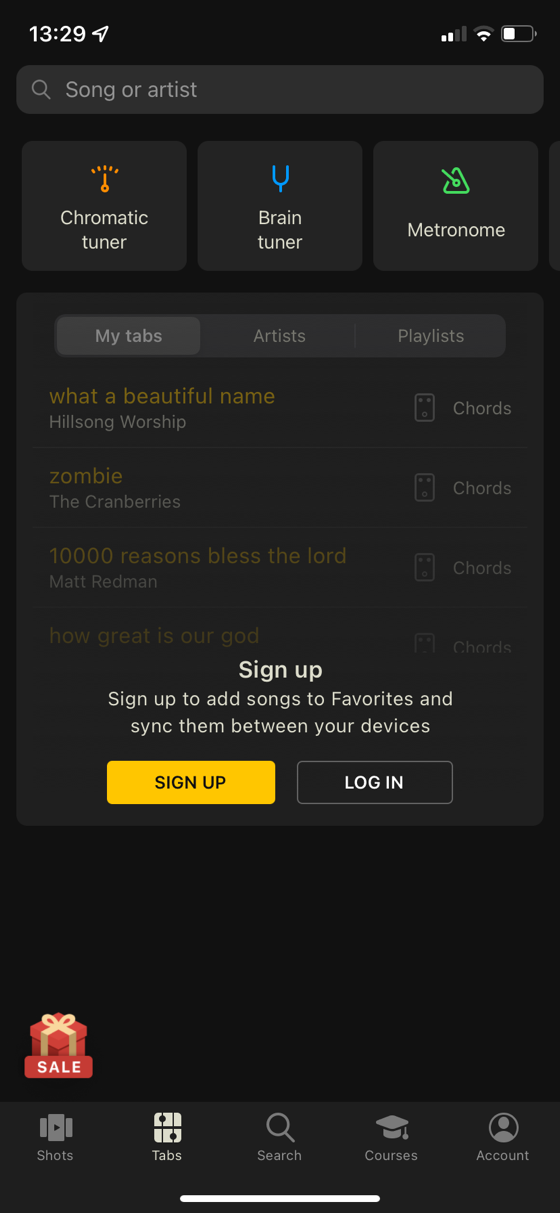 13:29
Song or artist
Chromatic
tuner
Brain
tuner
Metronome
My tabs
Artists
Playlists
what a beautiful name
Hillsong Worship
Chords
zombie
The Cranberries
Chords
10000 reasons bless the lord
Matt Redman
Chords
how great is our god
Chords
Sign up
Sign up to add songs to Favorites and
sync them between your devices
SIGN UP
LOG IN
SALE
Shots
Tabs
Search
Courses
Account